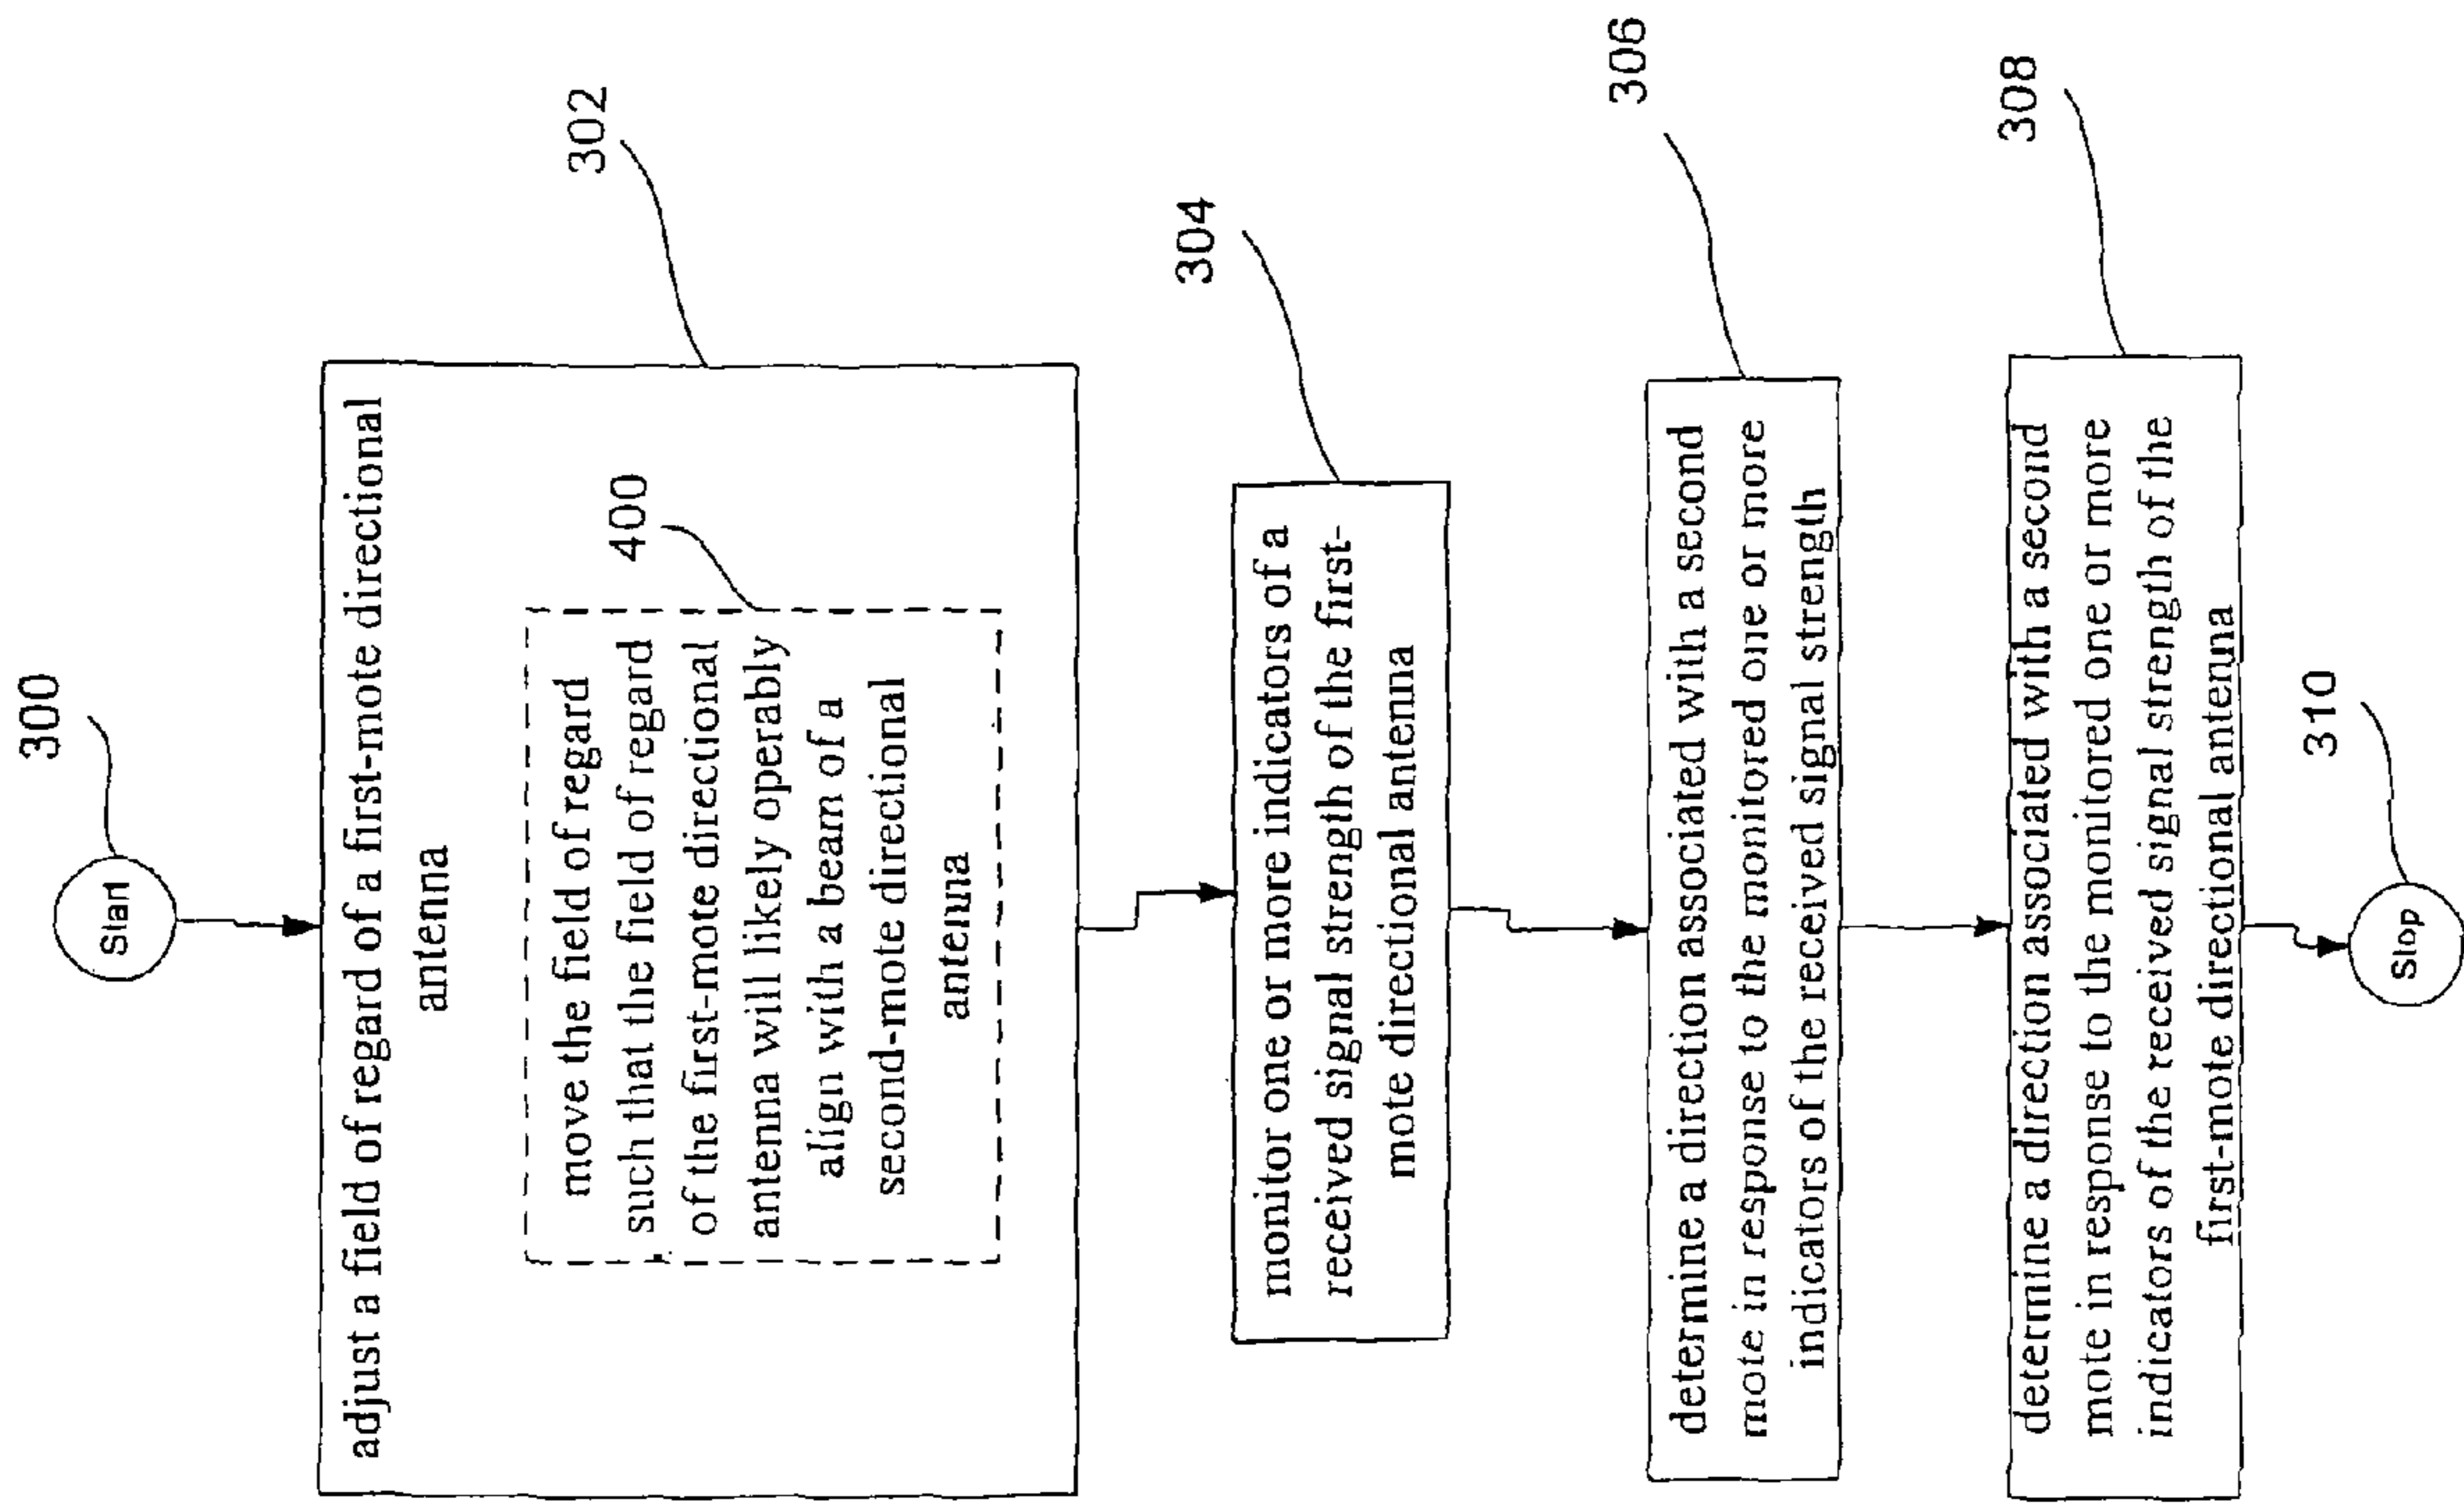 300
Start
302
adjust a field of regard of a first-mote directional
antenna
400
move the field of regard
such that the field of regard
of the first-mote directional
antenna will likely operably
align with a beam of a
second-mote directional
antenna
304
monitor one or more indicators of a
received signal strength of the first-
mote directional antenna
306
determine a direction associated with a second
mote in response to the monitored one or more
indicators of the received signal strength
308
determine a direction associated with a second
mote in response to the monitored one or more
indicators of the received signal strength of the
first-mote directional antenna
310
Stop